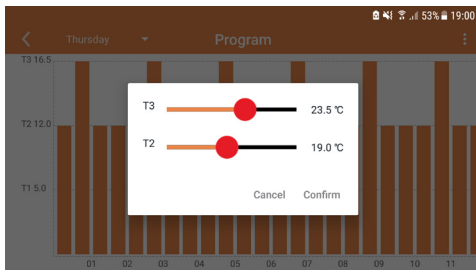 53% 19:00
Thursday Program
T3 16.5
T3 23.5 ℃
T2 12.0
T2 19.0 ℃
T1 5.0
Cancel Confirm
01 02 03 04 05 06 07 08 09 10 11